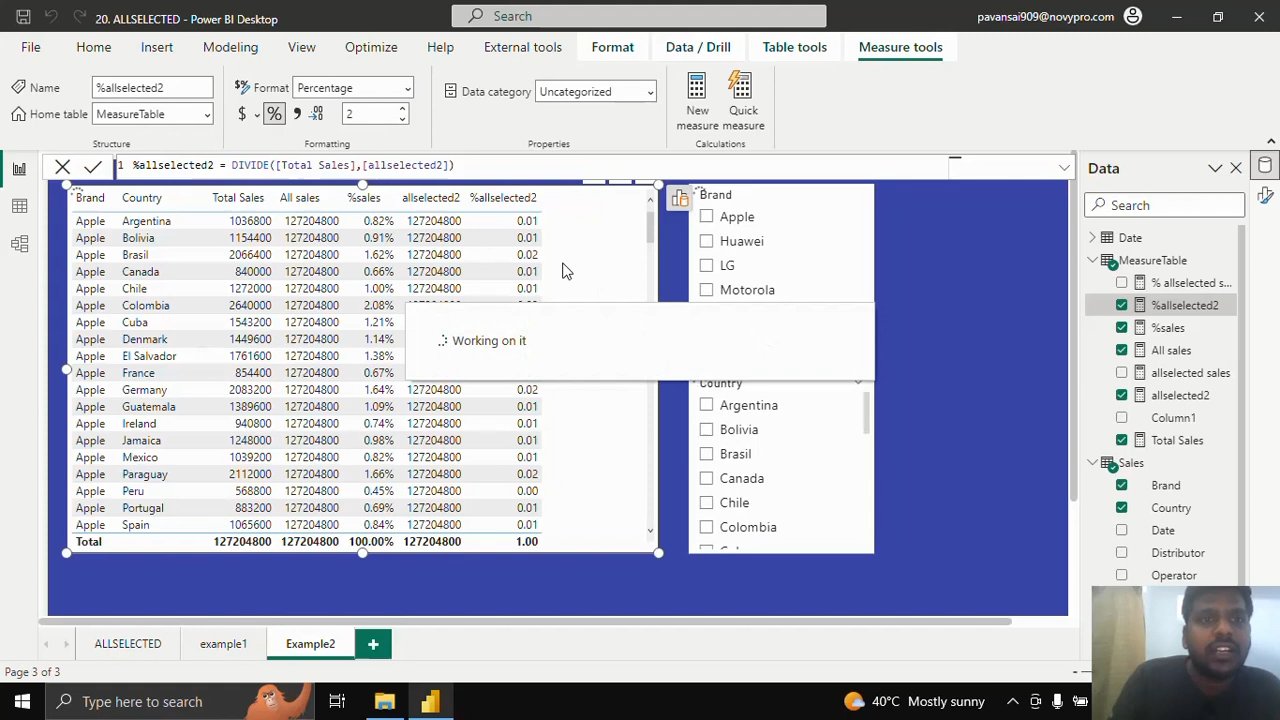 20. ALLSELECTED - Power BI Desktop
Search
pavansai909@novypro.com
File Home Insert Modeling View Optimize Help External tools Format Data / Drill Table tools Measure tools
Name %allselected2
Home table MeasureTable
Structure
Format Percentage
$ % 2
Formatting
Data category Uncategorized
Properties
New measure
Quick measure
Calculations
1 %allselected2 = DIVIDE([Total Sales],[allselected2])
Brand Country Total Sales All sales %sales allselected2 %allselected2
Apple Argentina 1036800 127204800 0.82% 127204800 0.01
Apple Bolivia 1154400 127204800 0.91% 127204800 0.01
Apple Brasil 2066400 127204800 1.62% 127204800 0.02
Apple Canada 840000 127204800 0.66% 127204800 0.01
Apple Chile 1272000 127204800 1.00% 127204800 0.01
Apple Colombia 2640000 127204800 2.08% 127204800
Apple Cuba 1543200 127204800 1.21%
Apple Denmark 1449600 127204800 1.14%
Apple El Salvador 1761600 127204800 1.38%
Apple France 854400 127204800 0.67%
Apple Germany 2083200 127204800 1.64% 127204800 0.02
Apple Guatemala 1389600 127204800 1.09% 127204800 0.01
Apple Ireland 940800 127204800 0.74% 127204800 0.01
Apple Jamaica 1248000 127204800 0.98% 127204800 0.01
Apple Mexico 1039200 127204800 0.82% 127204800 0.01
Apple Paraguay 2112000 127204800 1.66% 127204800 0.02
Apple Peru 568800 127204800 0.45% 127204800 0.00
Apple Portugal 883200 127204800 0.69% 127204800 0.01
Apple Spain 1065600 127204800 0.84% 127204800 0.01
Total 127204800 127204800 100.00% 127204800 1.00
Working on it
Brand
Apple
Huawei
LG
Motorola
Country
Argentina
Bolivia
Brasil
Canada
Chile
Colombia
Data
Search
Date
MeasureTable
% allselected s...
%allselected2
%sales
All sales
allselected sales
allselected2
Column1
Total Sales
Sales
Brand
Country
Date
Distributor
Operator
ALLSELECTED example1 Example2 +
Page 3 of 3
Type here to search
40°C Mostly sunny